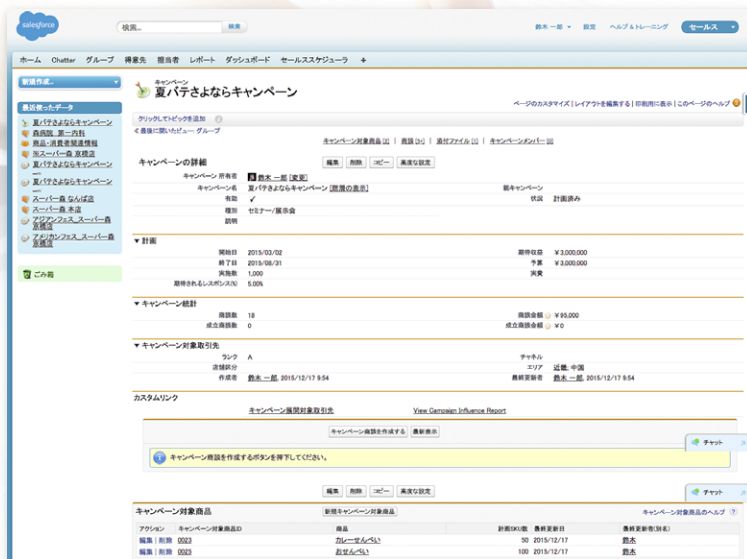 salesforce
検索...
検索
鈴木 一郎
設定
ヘルプ & トレーニング
セールス
ホーム Chatter グループ 得意先 担当者 レポート ダッシュボード セールススケジューラ +
新規作成...
最近使ったデータ
夏バテさよならキャンペーン
森病院_第一内科
商品・消費者関連情報
スーパー森 京橋店
夏バテさよならキャンペーン
夏バテさよならキャンペーン
スーパー森 なんば店
スーパー森 本店
アジアンフェス_スーパー森
京橋店
アメリカンフェス_スーパー森
京橋店
ごみ箱
キャンペーン
夏バテさよならキャンペーン
ページのカスタマイズ | レイアウトを編集する | 印刷用に表示 | このページのヘルプ
クリックしてトピックを追加
« 最後に開いたビュー: グループ
キャンペーン対象商品 | 商談 | 添付ファイル | キャンペーンメンバー
キャンペーンの詳細
編集 削除 コピー 高度な設定
キャンペーン 所有者 鈴木 一郎 [変更]
キャンペーン名 夏バテさよならキャンペーン [階層の表示] 親キャンペーン
有効 ✓ 状況 計画済み
種別 セミナー/展示会
説明
▼ 計画
開始日 2015/03/02 期待収益 ¥3,000,000
終了日 2015/08/31 予算 ¥3,000,000
実施数 1,000 実費
期待されるレスポンス(%) 5.00%
▼ キャンペーン統計
商談数 18 商談金額 ¥95,000
成立商談数 0 成立商談金額 ¥0
▼ キャンペーン対象取引先
ランク A チャネル
店舗区分 エリア 近畿; 中国
作成者 鈴木 一郎, 2015/12/17 9:54 最終更新者 鈴木 一郎, 2015/12/17 9:54
カスタムリンク
キャンペーン展開対象取引先 View Campaign Influence Report
キャンペーン商談を作成する 最新表示
チャット
キャンペーン商談を作成するボタンを押下してください。
編集 削除 コピー 高度な設定
チャット
キャンペーン対象商品
新規キャンペーン対象商品
キャンペーン対象商品のヘルプ
アクション キャンペーン対象商品ID 商品 計画SKU数 最終更新日 最終更新者(別名)
編集 | 削除 0023 カレーせんべい 50 2015/12/17 鈴木
編集 | 削除 0025 おせんべい 100 2015/12/17 鈴木